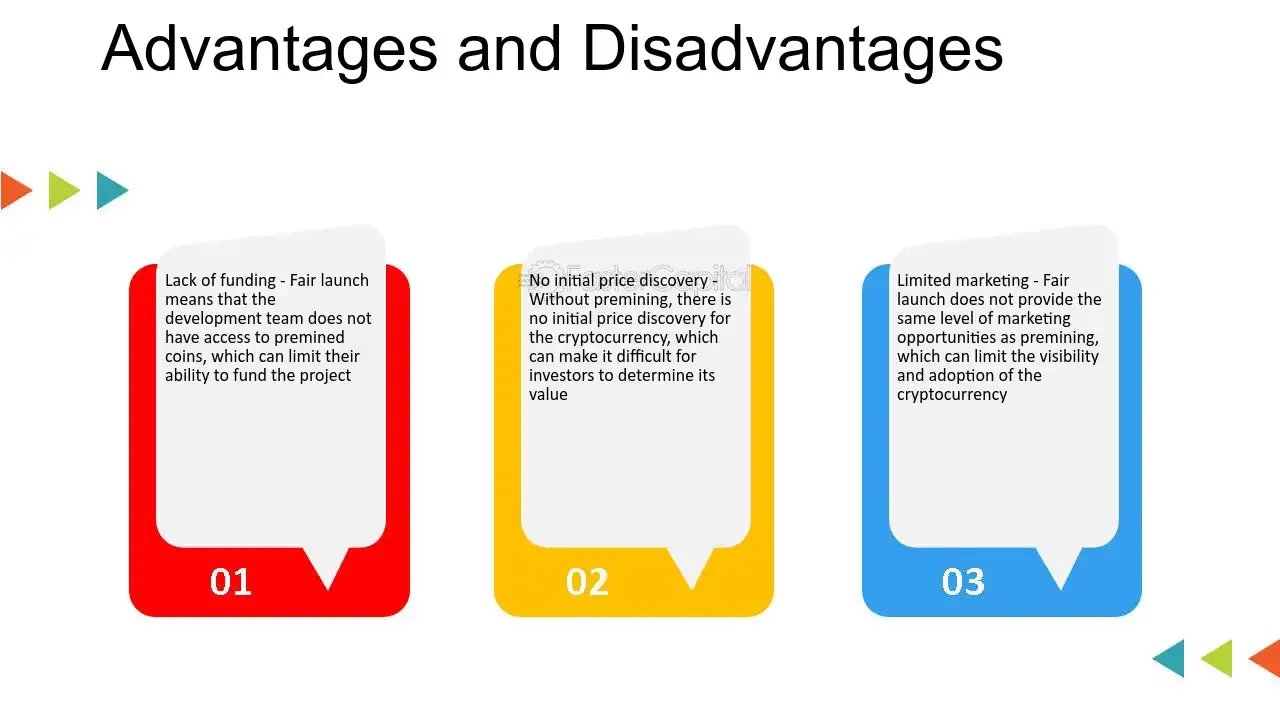 Advantages and Disadvantages
Lack of funding - Fair launch
means that the
development team does not
have access to premined
coins, which can limit their
ability to fund the project
01
FasterCapital
No initial price discovery -
Without premining, there is
no initial price discovery for
the cryptocurrency, which
can make it difficult for
investors to determine its
value
02
Limited marketing - Fair
launch does not provide the
same level of marketing
opportunities as premining,
which can limit the visibility
and adoption of the
cryptocurrency
03